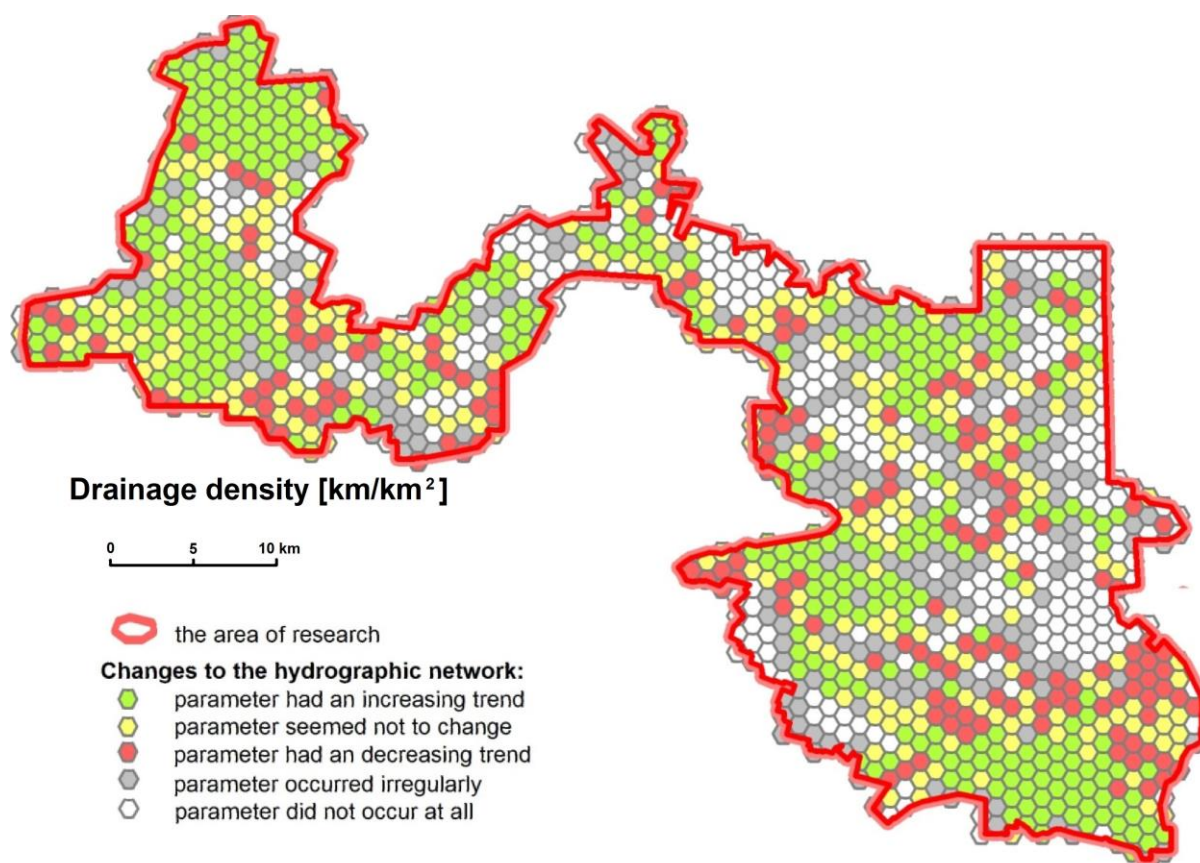 Drainage density [km/km²]
0 5 10 km
the area of research
Changes to the hydrographic network:
parameter had an increasing trend
parameter seemed not to change
parameter had an decreasing trend
parameter occurred irregularly
parameter did not occur at all